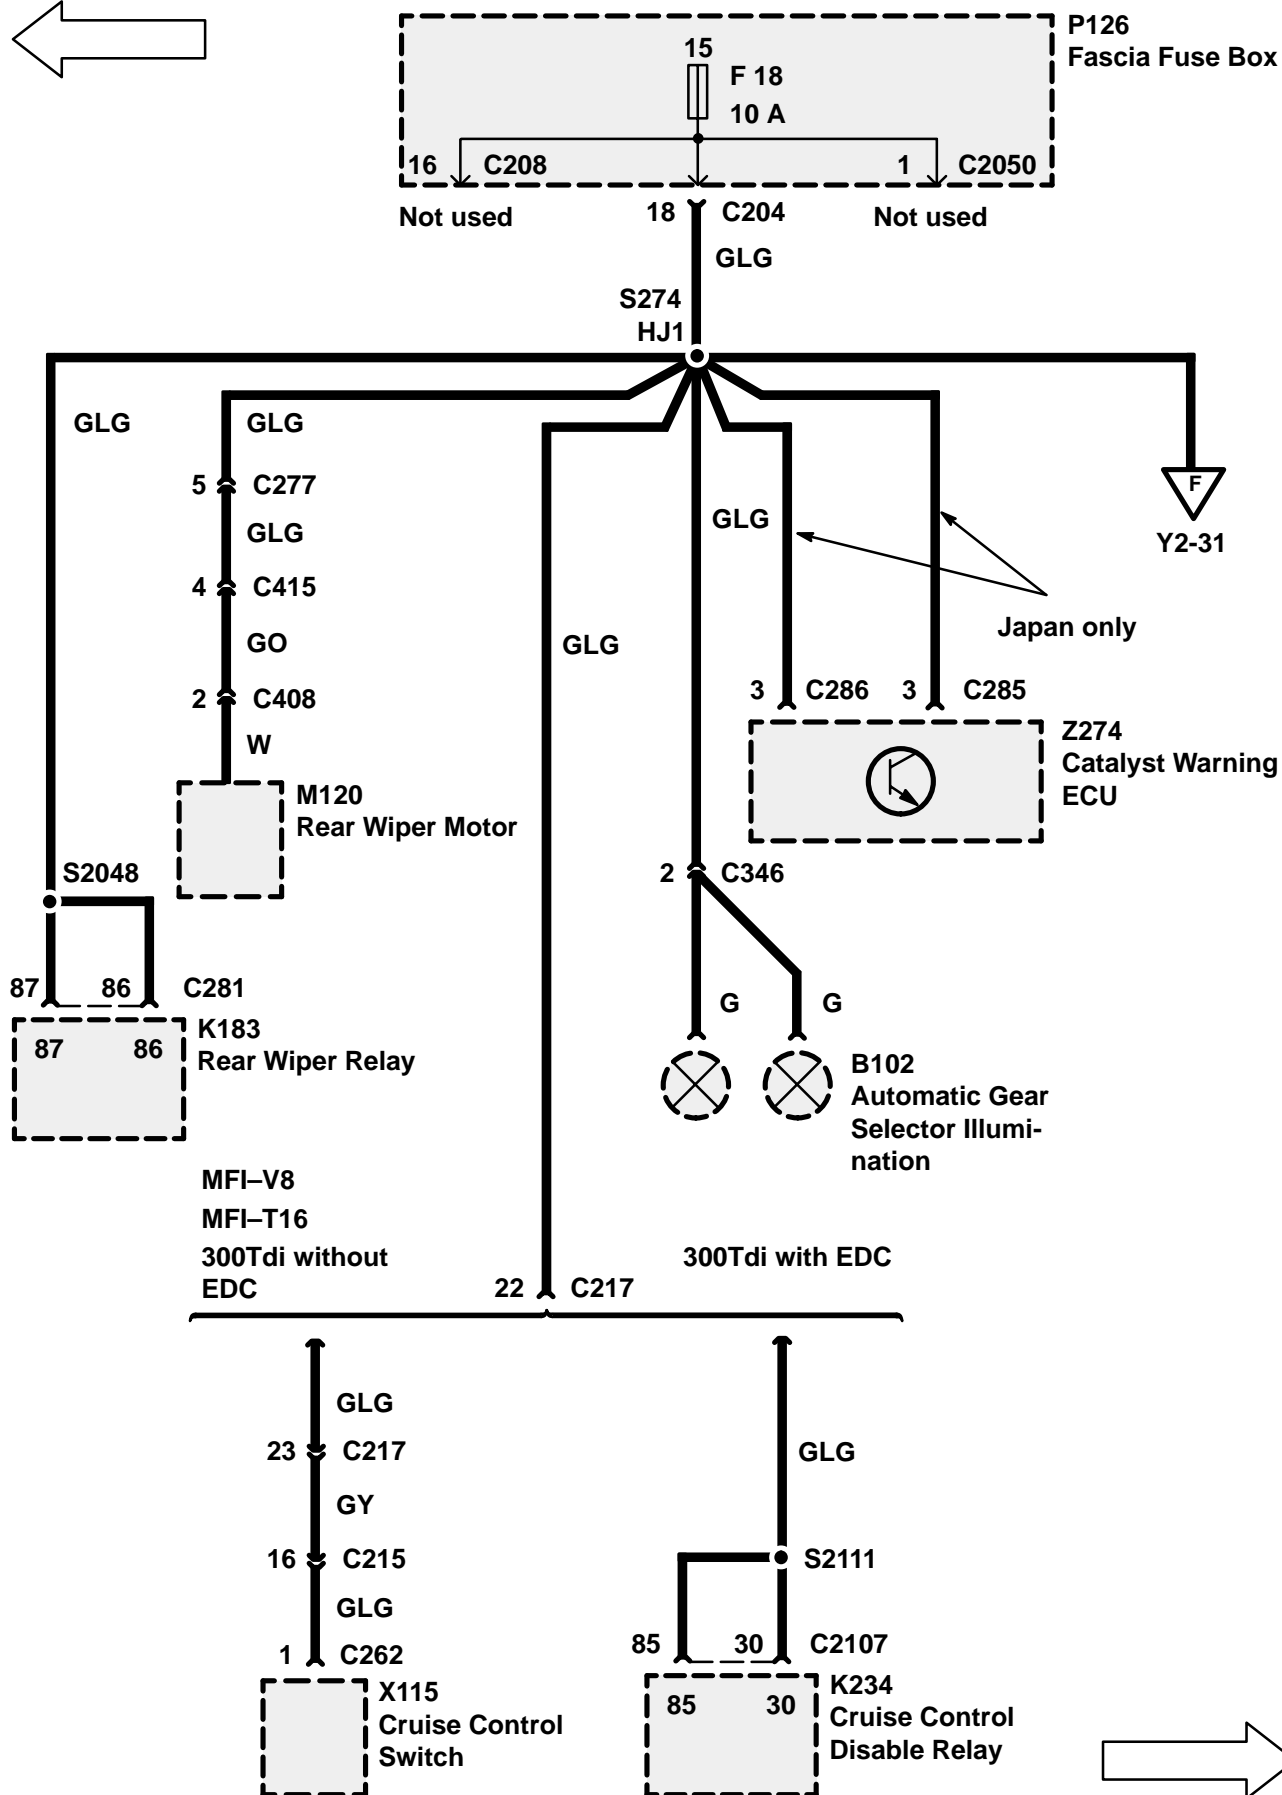 P126
Fascia Fuse Box
15
F 18
10 A
16 C208
1 C2050
Not used
18 C204
Not used
GLG
S274
HJ1
GLG
GLG
5 C277
GLG
4 C415
GO
2 C408
W
GLG
GLG
F
Y2-31
Japan only
3 C286
3 C285
Z274
Catalyst Warning
ECU
M120
Rear Wiper Motor
S2048
2 C346
87 86 C281
G G
K183
Rear Wiper Relay
87 86
B102
Automatic Gear
Selector Illumi-
nation
MFI–V8
MFI–T16
300Tdi without
EDC
300Tdi with EDC
22 C217
GLG
23 C217
GY
16 C215
GLG
1 C262
X115
Cruise Control
Switch
GLG
S2111
85 30 C2107
85 30
K234
Cruise Control
Disable Relay